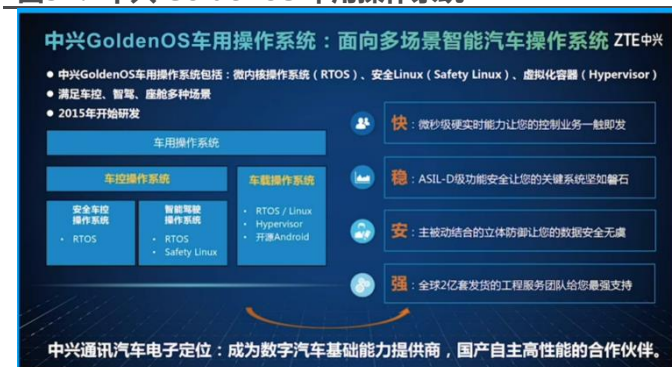 中兴GoldenOS车用操作系统：面向多场景智能汽车操作系统 ZTE中兴
• 中兴GoldenOS车用操作系统包括：微内核操作系统（RTOS）、安全Linux（Safety Linux）、虚拟化容器（Hypervisor）
• 满足车控、智驾、座舱多种场景
• 2015年开始研发
车用操作系统
车控操作系统
车载操作系统
安全车控
操作系统
• RTOS
智能驾驶
操作系统
• RTOS
• Safety Linux
• RTOS / Linux
• Hypervisor
• 开源Android
快：微秒级硬实时能力让您的控制业务一触即发
稳：ASIL-D级功能安全让您的关键系统坚如磐石
安：主被动结合的立体防御让您的数据安全无虞
强：全球2亿套发货的工程服务团队给您最强支持
中兴通讯汽车电子定位：成为数字汽车基础能力提供商，国产自主高性能的合作伙伴。